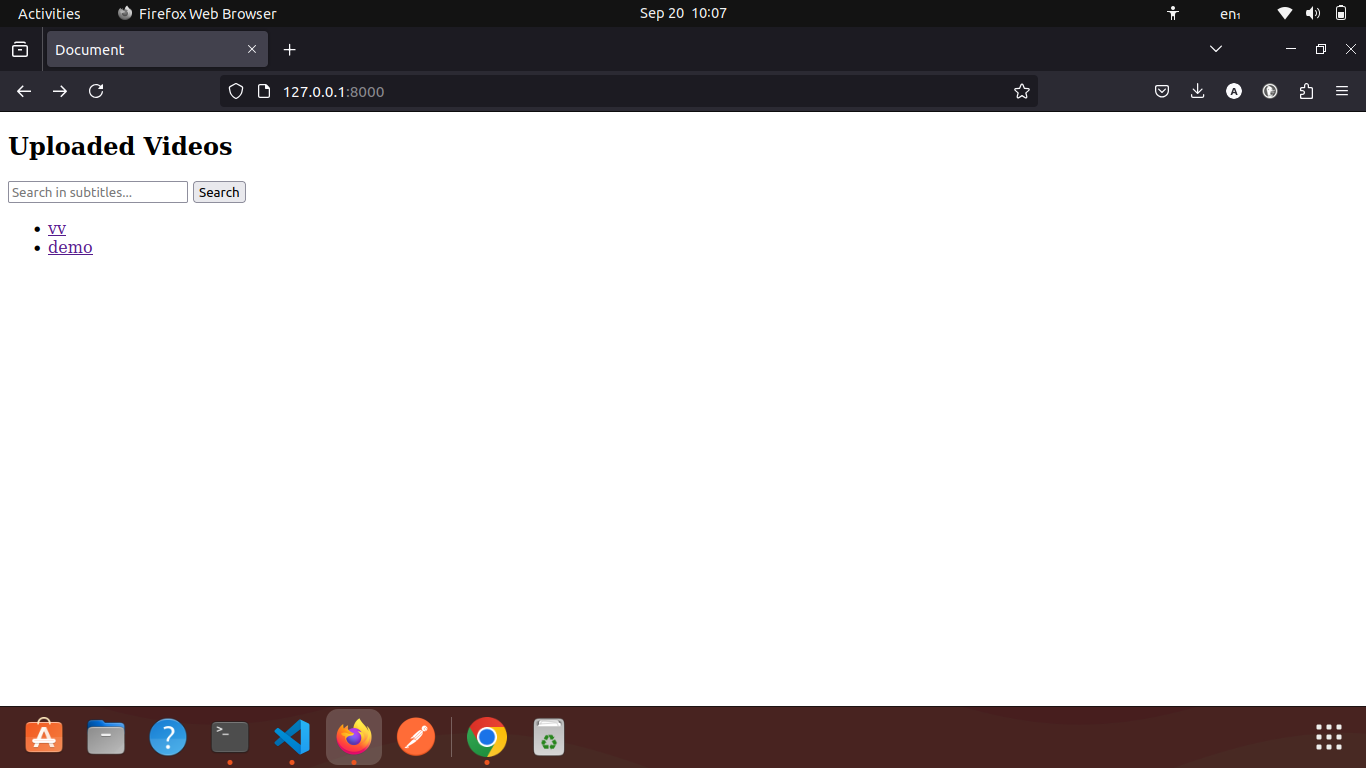 Activities Firefox Web Browser Sep 20 10:07 en₁
Document
127.0.0.1:8000
Uploaded Videos
Search in subtitles... Search
vv
demo